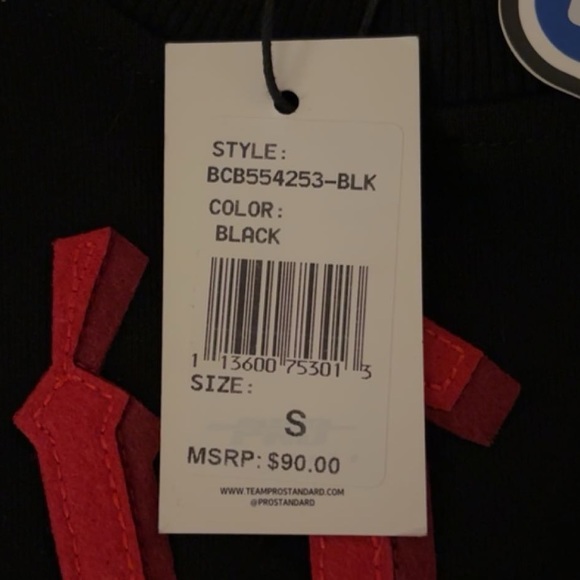 STYLE:
BCB554253-BLK
COLOR:
BLACK
1 13600 75301 3
SIZE:
S
MSRP: $90.00
WWW.TEAMPROSTANDARD.COM
@PROSTANDARD